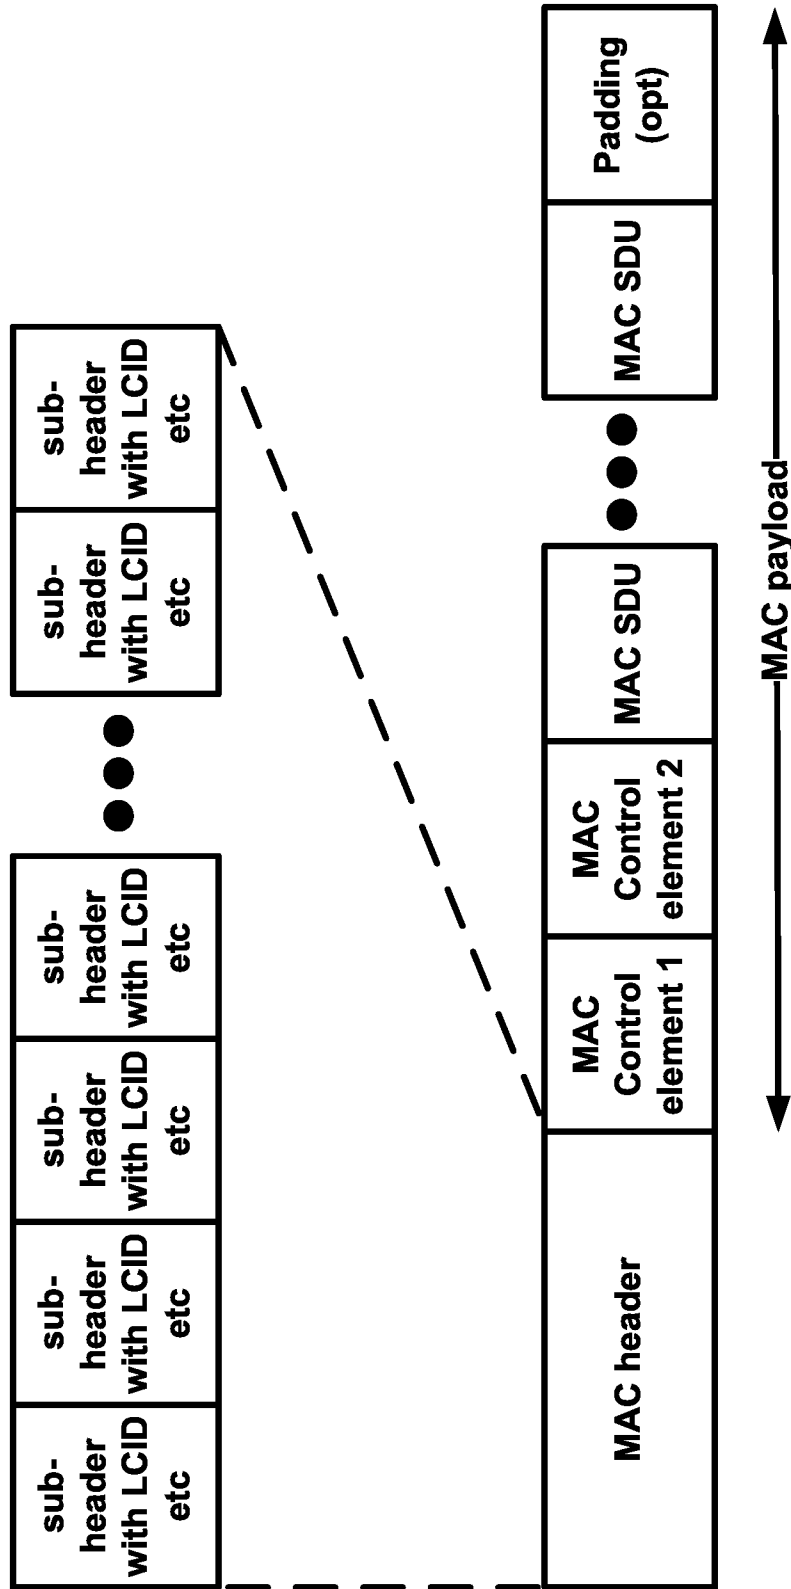 sub-
header
with LCID
etc
sub-
header
with LCID
etc
sub-
header
with LCID
etc
sub-
header
with LCID
etc
sub-
header
with LCID
etc
sub-
header
with LCID
etc
MAC header
MAC
Control
element 1
MAC
Control
element 2
MAC SDU
MAC SDU
Padding
(opt)
MAC payload